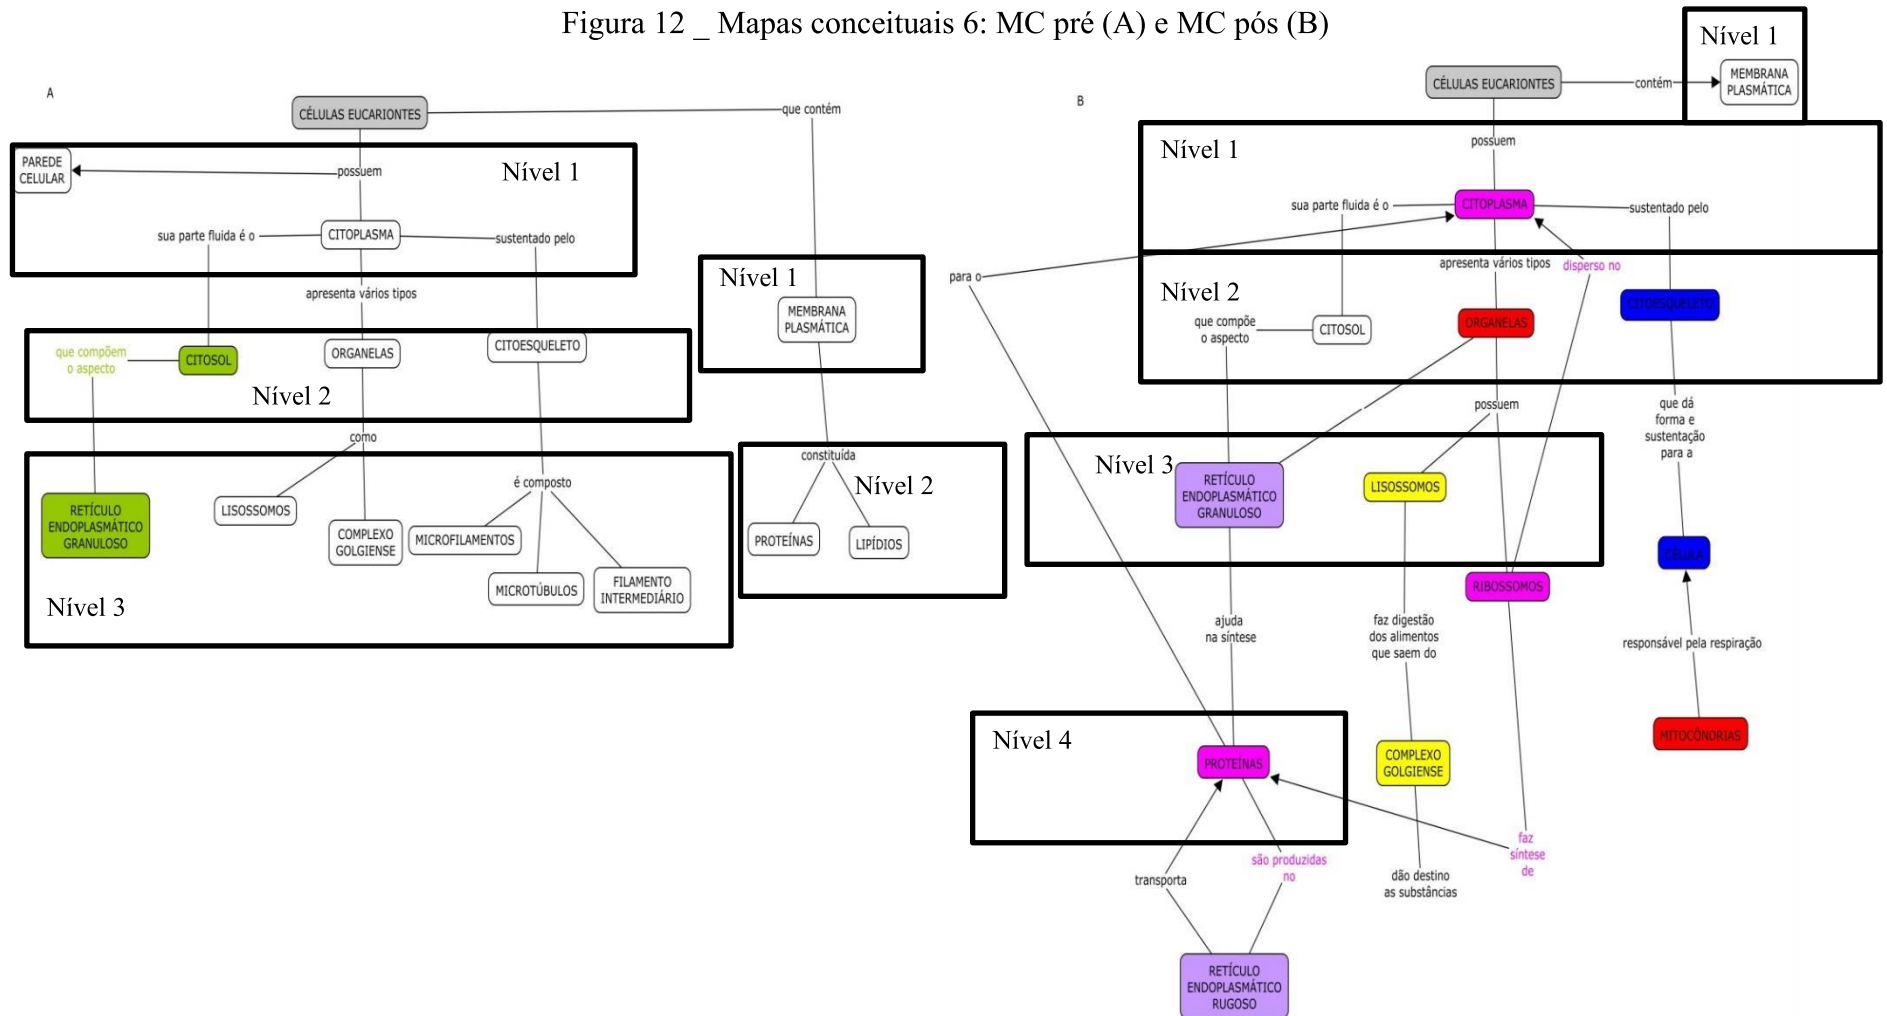 Figura 12 _ Mapas conceituais 6: MC pré (A) e MC pós (B)
A
CÉLULAS EUCARIONTES
que contém
PAREDE
CELULAR
possuem
Nível 1
sua parte fluida é o
CITOPLASMA
sustentado pelo
apresenta vários tipos
Nível 1
MEMBRANA
PLASMÁTICA
que compõem
o aspecto
CITOSOL
ORGANELAS
CITOESQUELETO
Nível 2
como
é composto
constituída
Nível 2
RETÍCULO
ENDOPLASMÁTICO
GRANULOSO
LISOSSOMOS
COMPLEXO
GOLGIENSE
MICROFILAMENTOS
MICROTÚBULOS
FILAMENTO
INTERMEDIÁRIO
PROTEÍNAS
LIPÍDIOS
Nível 3
B
CÉLULAS EUCARIONTES
contém
Nível 1
MEMBRANA
PLASMÁTICA
Nível 1
possuem
sua parte fluida é o
CITOPLASMA
sustentado pelo
para o
apresenta vários tipos
disperso no
Nível 2
que compõe
o aspecto
CITOSOL
ORGANELAS
CITOESQUELETO
possuem
que dá
forma e
sustentação
para a
Nível 3
RETÍCULO
ENDOPLASMÁTICO
GRANULOSO
LISOSSOMOS
CÉLULA
RIBOSSOMOS
ajuda
na síntese
faz digestão
dos alimentos
que saem do
responsável pela respiração
Nível 4
PROTEÍNAS
COMPLEXO
GOLGIENSE
MITOCÔNDRIAS
faz
síntese
de
são produzidas
no
transporta
dão destino
as substâncias
RETÍCULO
ENDOPLASMÁTICO
RUGOSO